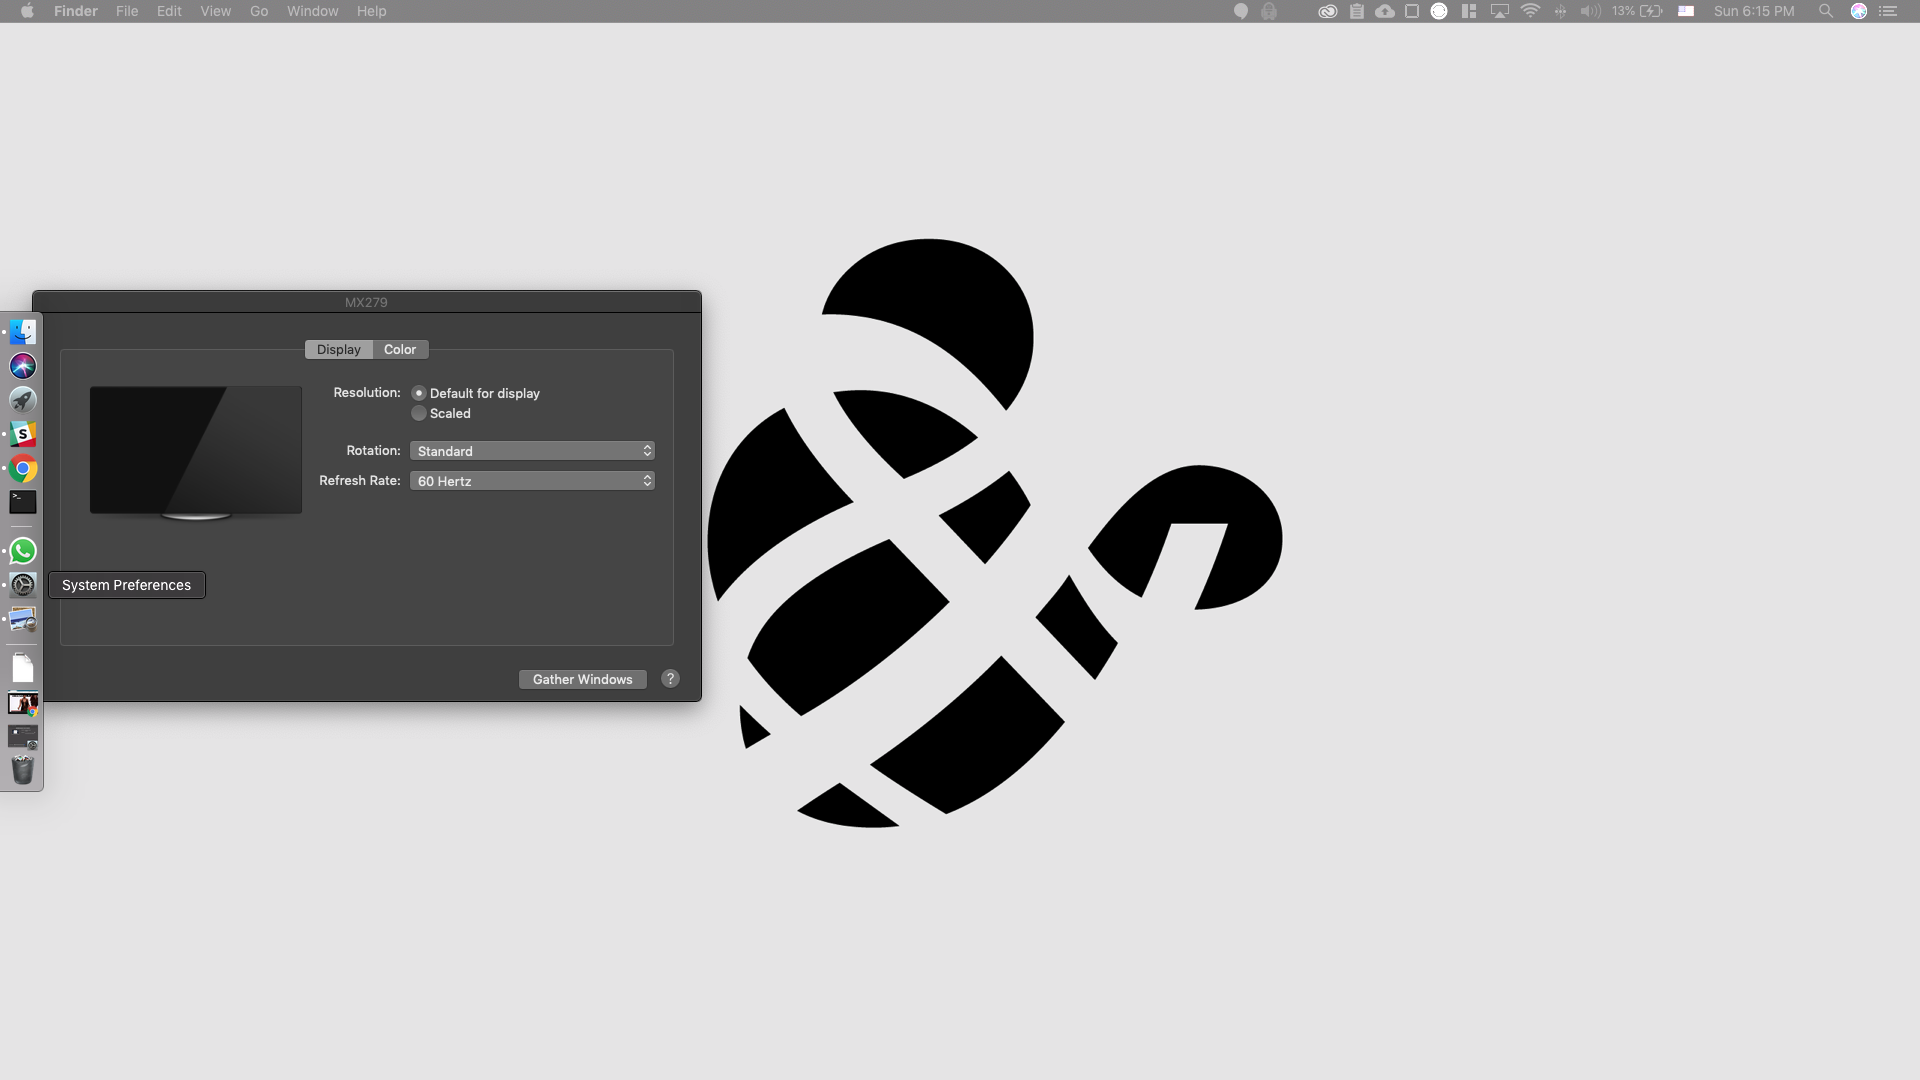 Finder File Edit View Go Window Help 13% Sun 6:15 PM
MX279
Display Color
Resolution: Default for display
Scaled
Rotation: Standard
Refresh Rate: 60 Hertz
System Preferences
Gather Windows ?